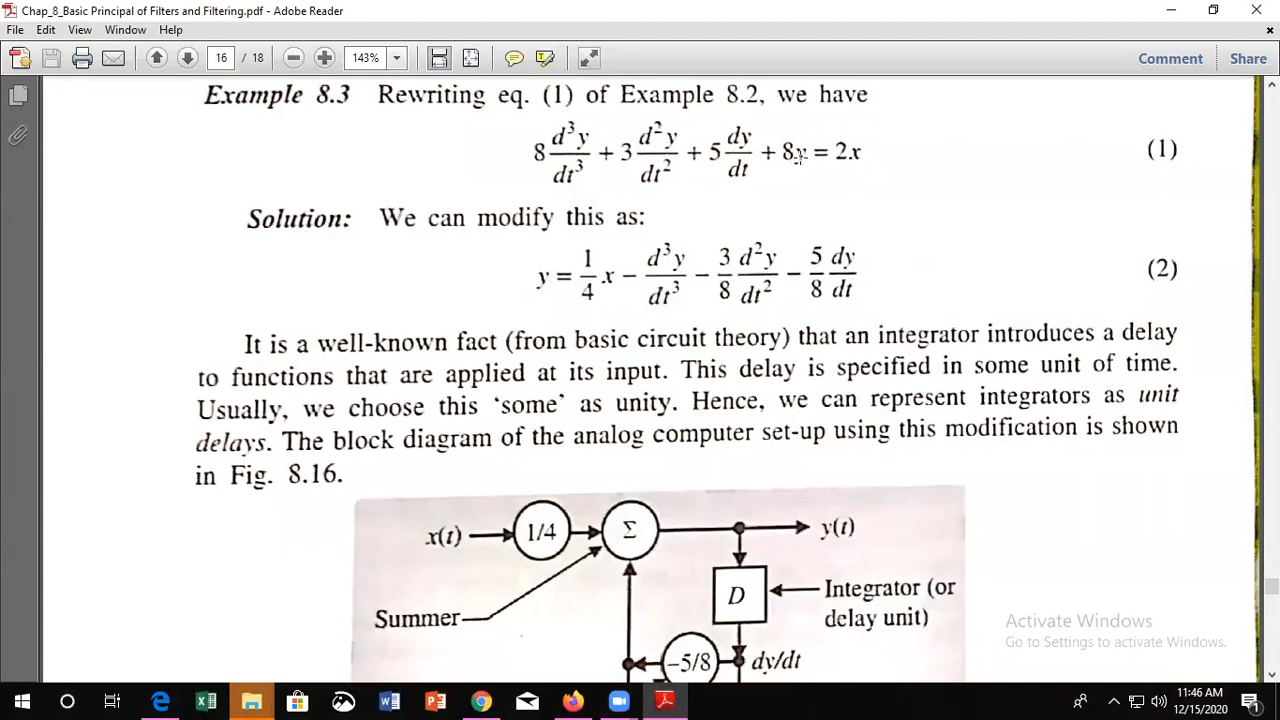 Chap_8_Basic Principal of Filters and Filtering.pdf - Adobe Reader
File Edit View Window Help
16 / 18 143% Comment Share
Example 8.3 Rewriting eq. (1) of Example 8.2, we have
8 d³y/dt³ + 3 d²y/dt² + 5 dy/dt + 8y = 2x (1)
Solution: We can modify this as:
y = 1/4 x − d³y/dt³ − 3/8 d²y/dt² − 5/8 dy/dt (2)
It is a well-known fact (from basic circuit theory) that an integrator introduces a delay
to functions that are applied at its input. This delay is specified in some unit of time.
Usually, we choose this ‘some’ as unity. Hence, we can represent integrators as unit
delays. The block diagram of the analog computer set-up using this modification is shown
in Fig. 8.16.
x(t) 1/4 Σ y(t)
Summer
D
Integrator (or
delay unit)
−5/8 dy/dt
Activate Windows
Go to Settings to activate Windows.
11:46 AM
12/15/2020
1